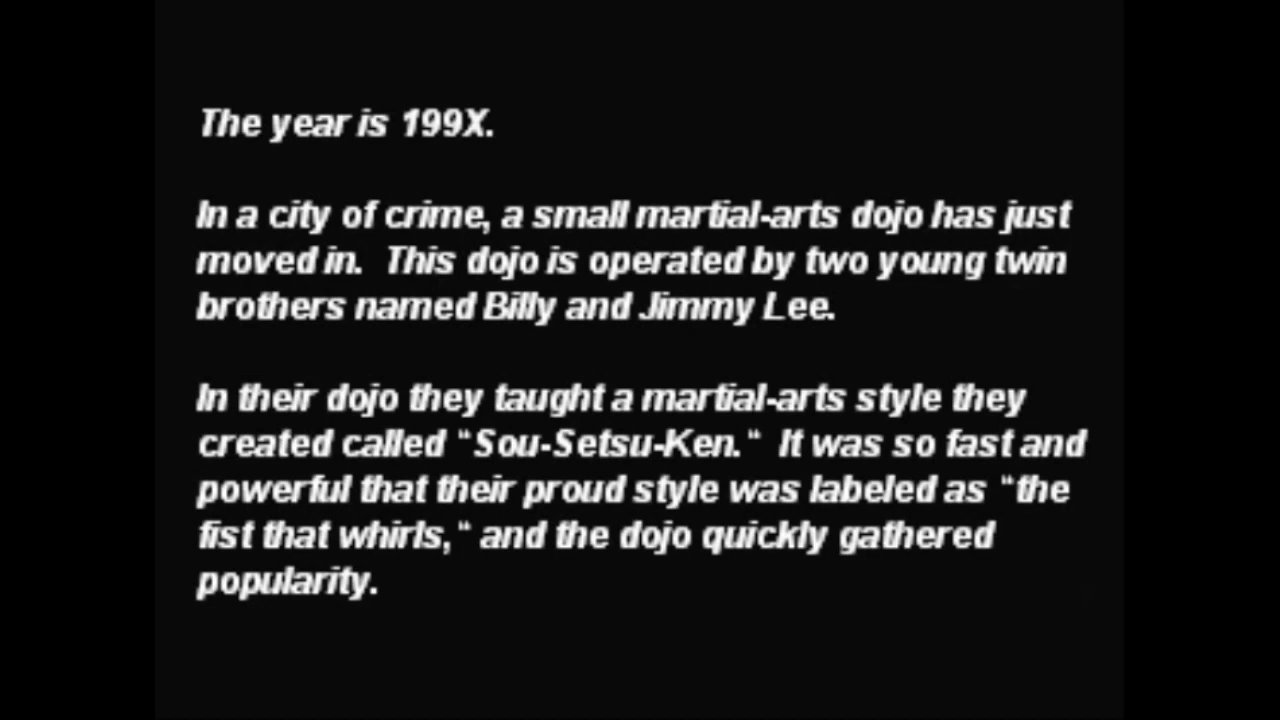 The year is 199X.
In a city of crime, a small martial-arts dojo has just
moved in.  This dojo is operated by two young twin
brothers named Billy and Jimmy Lee.
In their dojo they taught a martial-arts style they
created called "Sou-Setsu-Ken."  It was so fast and
powerful that their proud style was labeled as "the
fist that whirls," and the dojo quickly gathered
popularity.